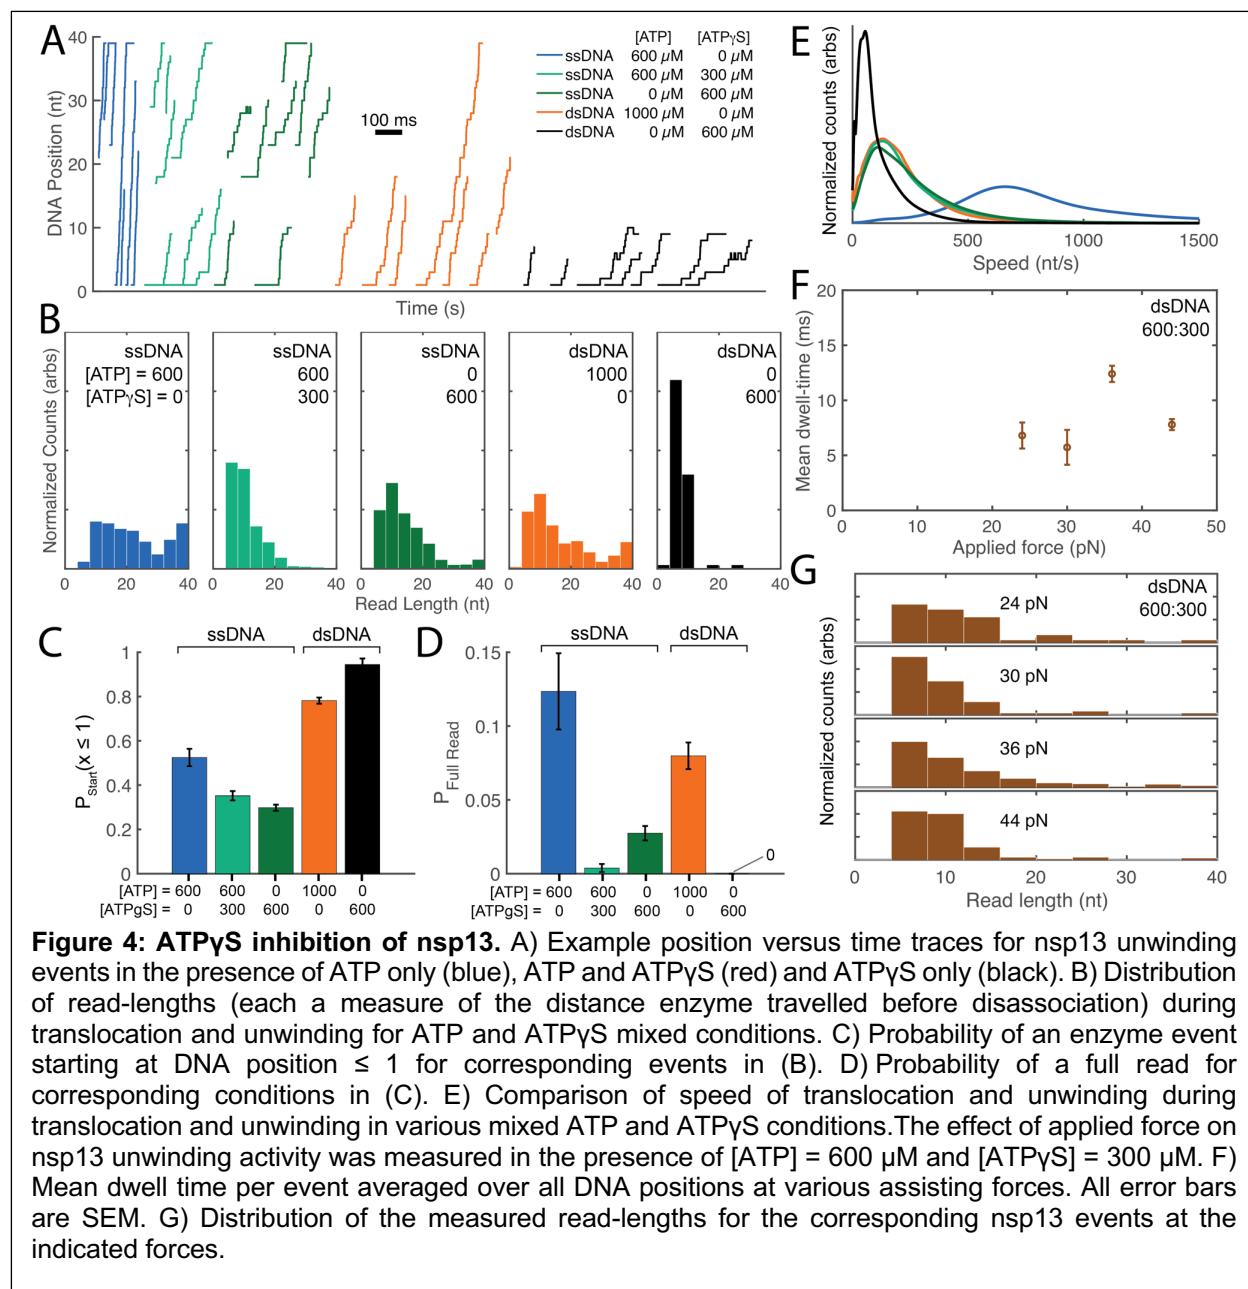 A
DNA Position (nt)
40
30
20
10
0
Time (s)
100 ms
[ATP] [ATPγS]
ssDNA 600 µM 0 µM
ssDNA 600 µM 300 µM
ssDNA 0 µM 600 µM
dsDNA 1000 µM 0 µM
dsDNA 0 µM 600 µM
E
Normalized counts (arbs)
0 500 1000 1500
Speed (nt/s)
B
Normalized Counts (arbs)
ssDNA
[ATP] = 600
[ATPγS] = 0
ssDNA
600
300
ssDNA
0
600
dsDNA
1000
0
dsDNA
0
600
0 20 40
0 20 40
0 20 40
0 20 40
0 20 40
Read Length (nt)
F
Mean dwell-time (ms)
20
15
10
5
0
dsDNA
600:300
0 10 20 30 40 50
Applied force (pN)
C
ssDNA dsDNA
P Start (x ≤ 1)
1
0.8
0.6
0.4
0.2
0
[ATP] = 600 600 0 1000 0
[ATPgS] = 0 300 600 0 600
D
ssDNA dsDNA
P Full Read
0.15
0.1
0.05
0
0
[ATP] = 600 600 0 1000 0
[ATPgS] = 0 300 600 0 600
G
Normalized counts (arbs)
dsDNA
600:300
24 pN
30 pN
36 pN
44 pN
0 10 20 30 40
Read length (nt)
Figure 4: ATPγS inhibition of nsp13. A) Example position versus time traces for nsp13 unwinding
events in the presence of ATP only (blue), ATP and ATPγS (red) and ATPγS only (black). B) Distribution
of read-lengths (each a measure of the distance enzyme travelled before disassociation) during
translocation and unwinding for ATP and ATPγS mixed conditions. C) Probability of an enzyme event
starting at DNA position ≤ 1 for corresponding events in (B). D) Probability of a full read for
corresponding conditions in (C). E) Comparison of speed of translocation and unwinding during
translocation and unwinding in various mixed ATP and ATPγS conditions.The effect of applied force on
nsp13 unwinding activity was measured in the presence of [ATP] = 600 µM and [ATPγS] = 300 µM. F)
Mean dwell time per event averaged over all DNA positions at various assisting forces. All error bars
are SEM. G) Distribution of the measured read-lengths for the corresponding nsp13 events at the
indicated forces.